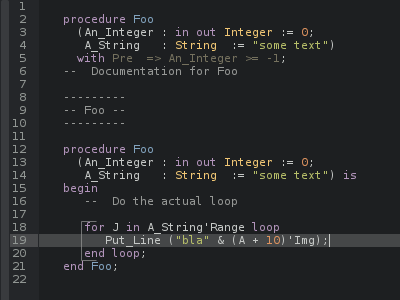 1
2 procedure Foo
3 (An_Integer : in out Integer := 0;
4 A_String : String := "some text")
5 with Pre => An_Integer >= -1;
6 -- Documentation for Foo
7
8 ---------
9 -- Foo --
10 ---------
11
12 procedure Foo
13 (An_Integer : in out Integer := 0;
14 A_String : String := "some text") is
15 begin
16 -- Do the actual loop
17
18 for J in A_String'Range loop
19 Put_Line ("bla" & (A + 10)'Img);
20 end loop;
21 end Foo;
22